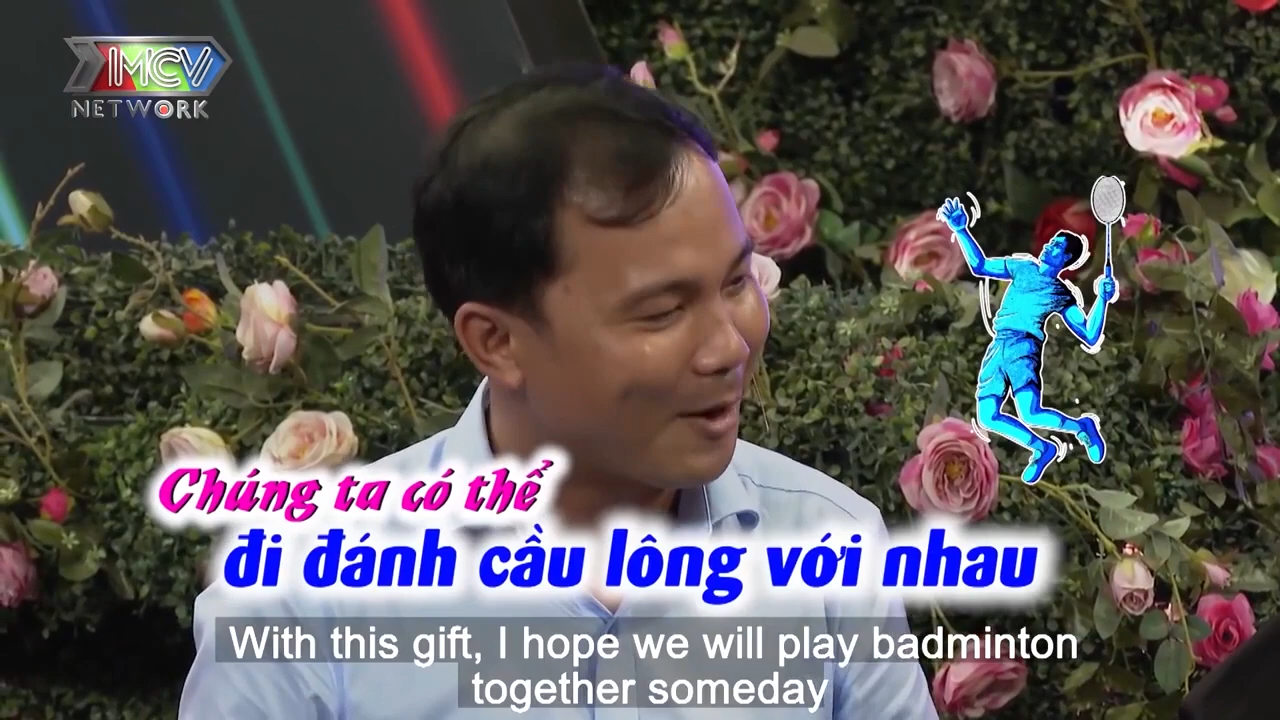 MCV
NETWORK
Chúng ta có thể
đi đánh cầu lông với nhau
With this gift, I hope we will play badminton
together someday